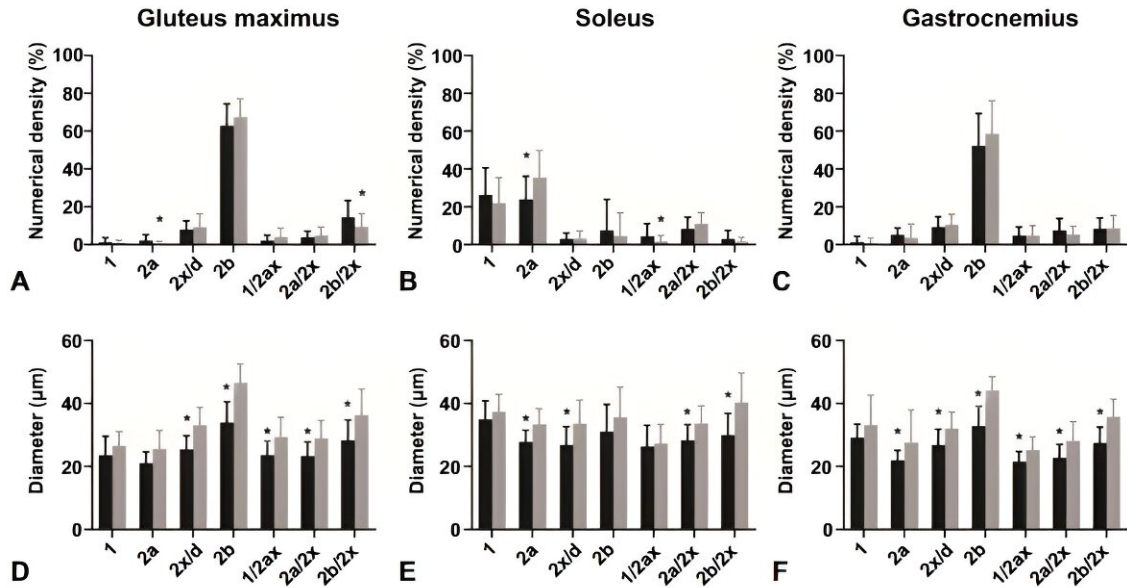 Gluteus maximus
Soleus
Gastrocnemius
Numerical density (%)
100
80
60
40
20
0
1
2a
2x/d
2b
1/2ax
2a/2x
2b/2x
*
*
A
Numerical density (%)
100
80
60
40
20
0
1
2a
2x/d
2b
1/2ax
2a/2x
2b/2x
*
*
B
Numerical density (%)
100
80
60
40
20
0
1
2a
2x/d
2b
1/2ax
2a/2x
2b/2x
C
Diameter (µm)
60
40
20
0
1
2a
2x/d
2b
1/2ax
2a/2x
2b/2x
*
*
*
*
*
D
Diameter (µm)
60
40
20
0
1
2a
2x/d
2b
1/2ax
2a/2x
2b/2x
*
*
*
*
E
Diameter (µm)
60
40
20
0
1
2a
2x/d
2b
1/2ax
2a/2x
2b/2x
*
*
*
*
*
*
F